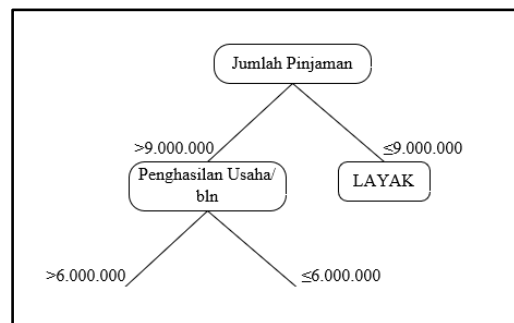 Jumlah Pinjaman
>9.000.000
≤9.000.000
Penghasilan Usaha/
bln
LAYAK
>6.000.000
≤6.000.000